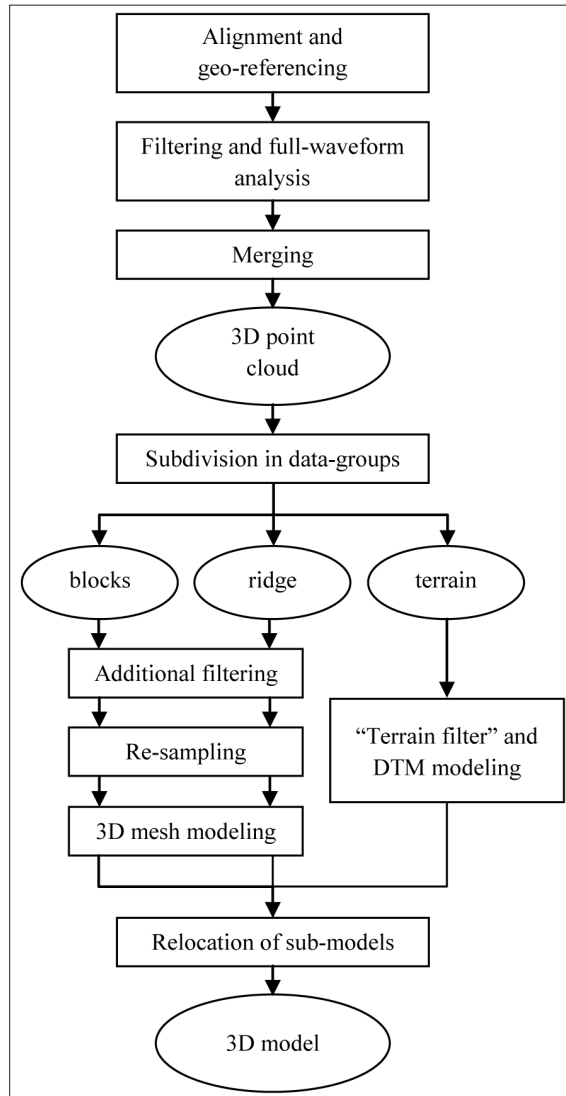 Alignment and
geo-referencing
Filtering and full-waveform
analysis
Merging
3D point
cloud
Subdivision in data-groups
blocks
ridge
terrain
Additional filtering
Re-sampling
3D mesh modeling
“Terrain filter” and
DTM modeling
Relocation of sub-models
3D model